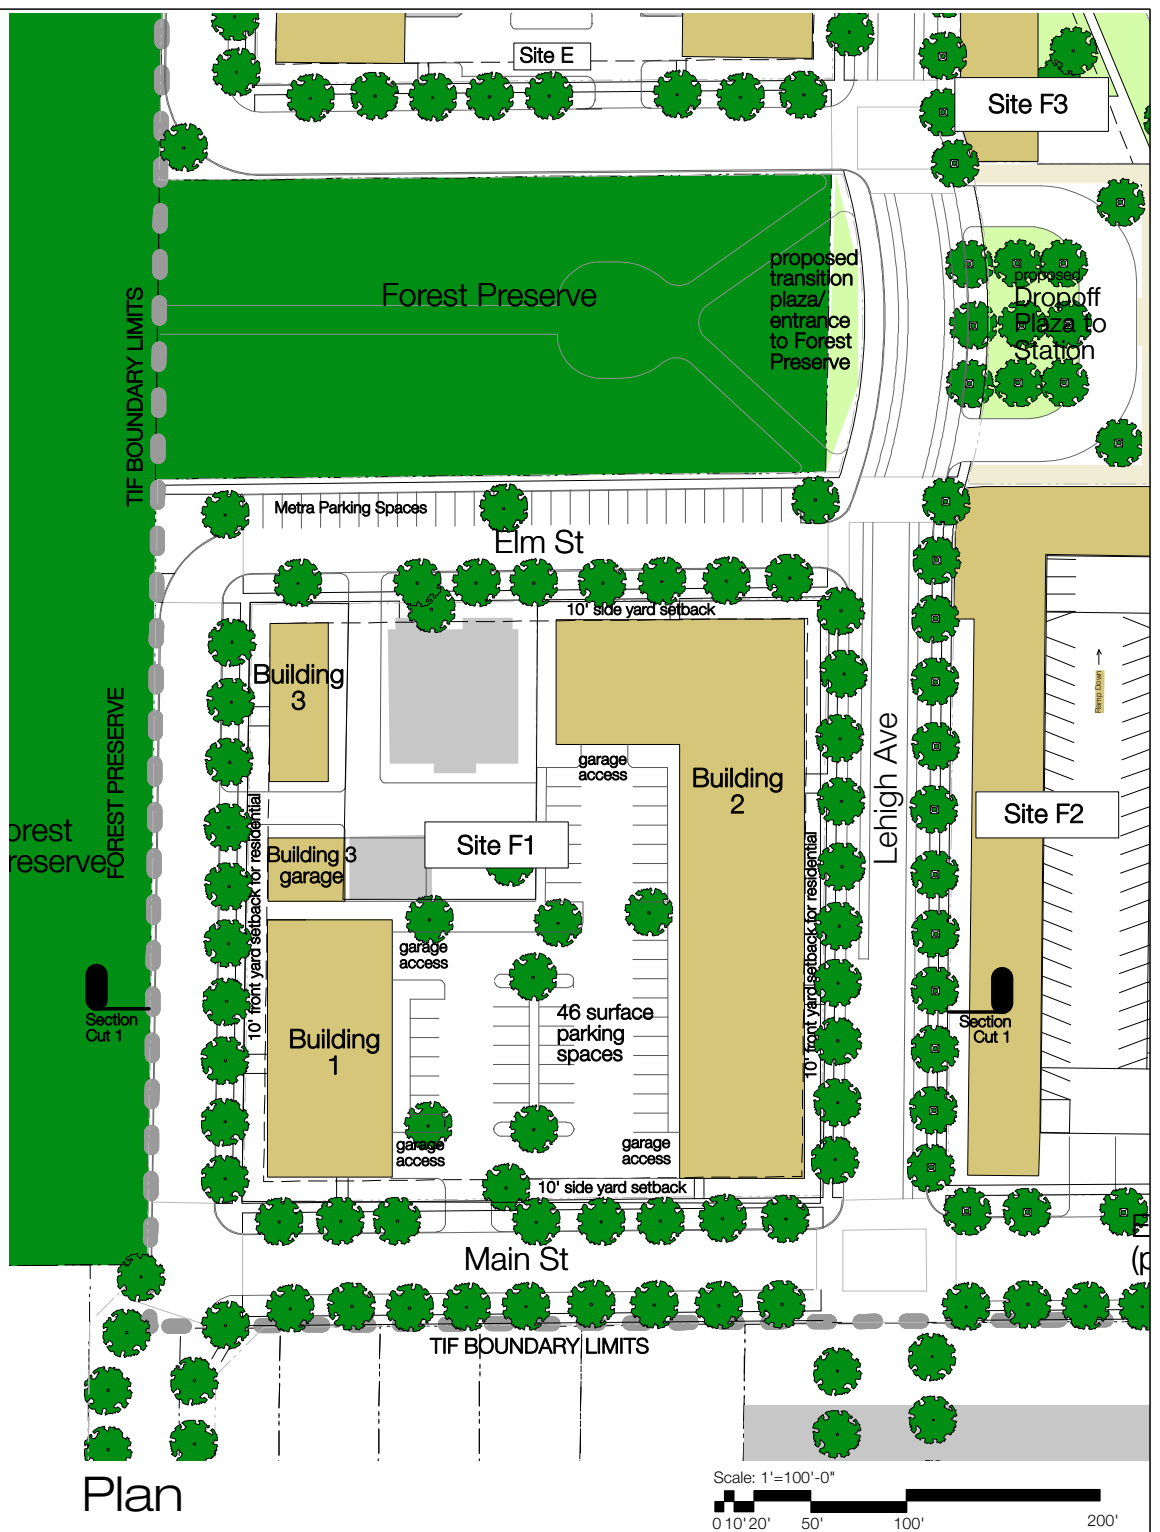 Site E
Site F3
Forest Preserve
proposed
transition
plaza/
entrance
to Forest
Preserve
proposed
Dropoff
Plaza to
Station
TIF BOUNDARY LIMITS
Metra Parking Spaces
Elm St
10' side yard setback
Building
3
garage
access
Building
2
Lehigh Ave
Ramp Down
Site F2
FOREST PRESERVE
orest
reserve
Site F1
Building 3
garage
10' front yard setback for residential
10' front yard setback for residential
garage
access
46 surface
parking
spaces
Building
1
Section
Cut 1
Section
Cut 1
garage
access
garage
access
10' side yard setback
Main St
(p
TIF BOUNDARY LIMITS
Plan
Scale: 1'=100'-0"
0 10' 20' 50' 100' 200'